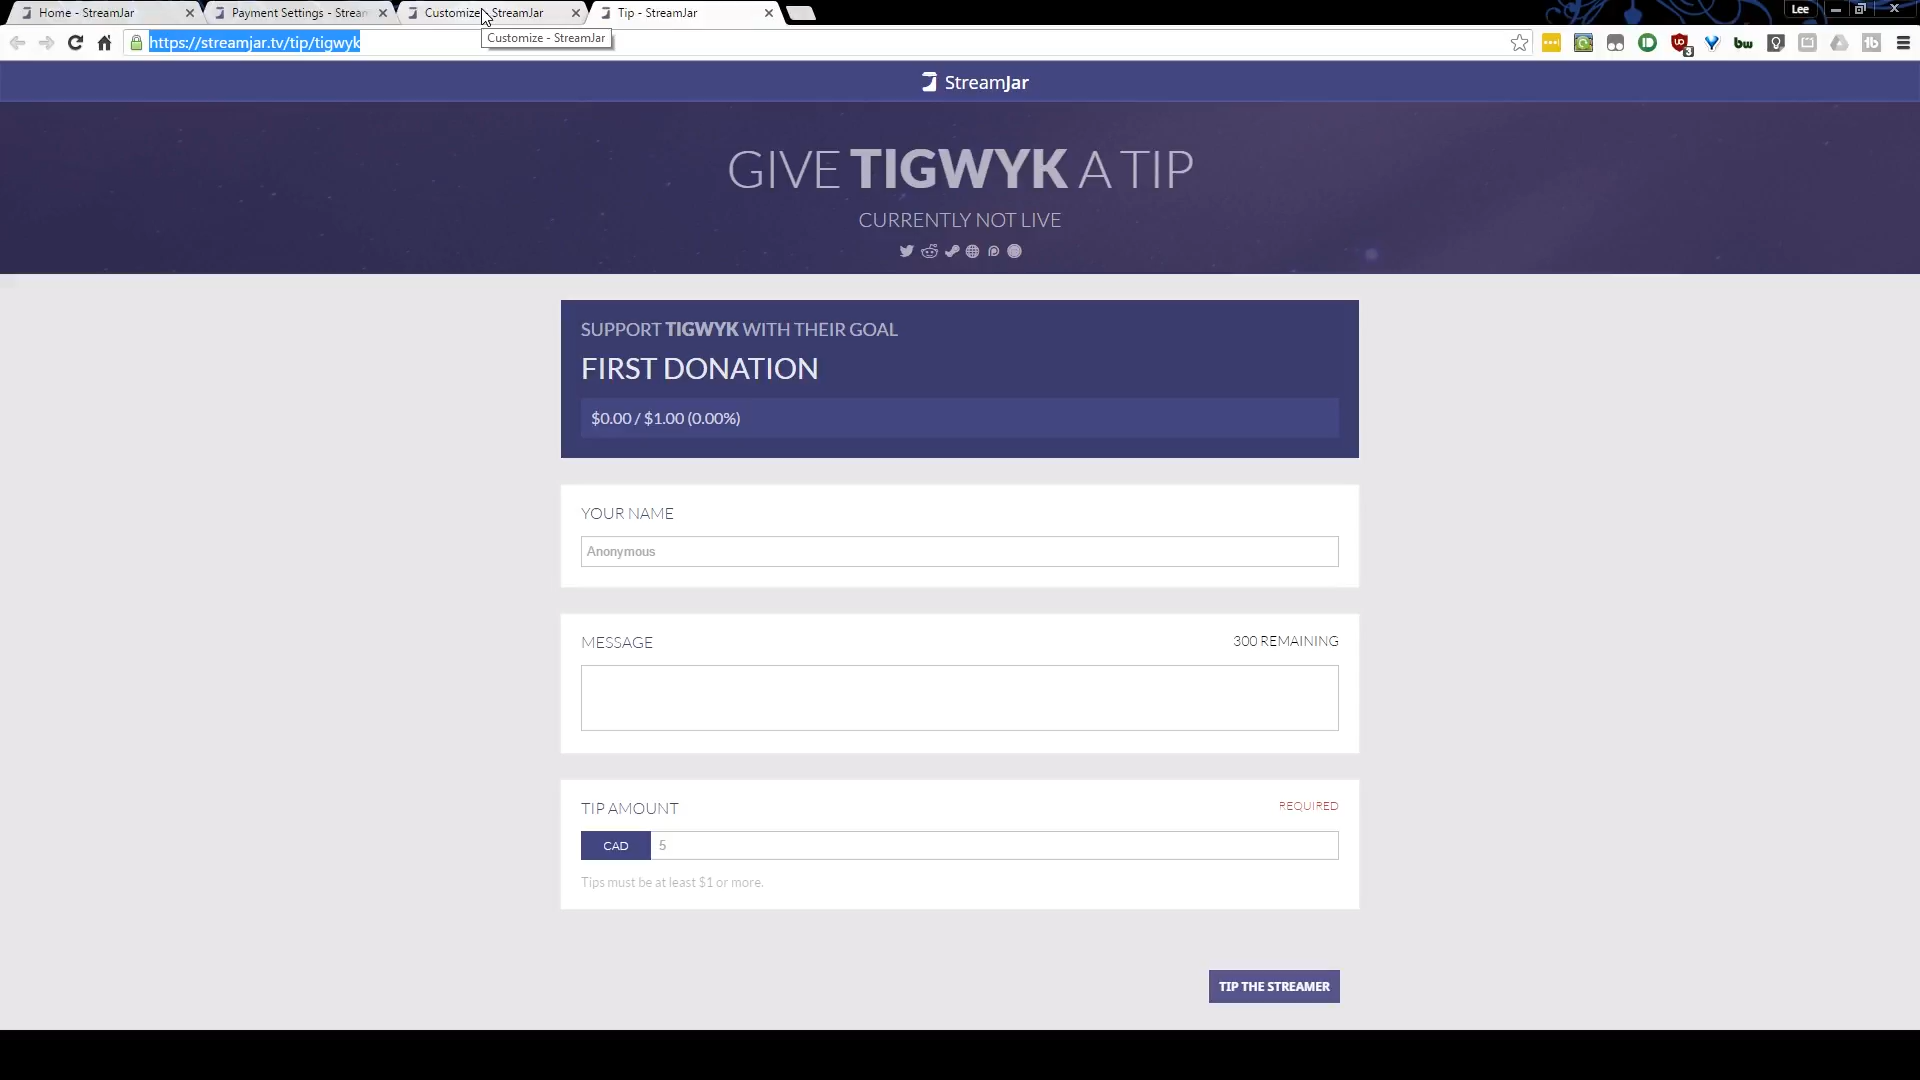 Home - StreamJar
Payment Settings - Stream
Customize - StreamJar
Tip - StreamJar
Lee
https://streamjar.tv/tip/tigwyk
Customize - StreamJar
3
bw
StreamJar
GIVE TIGWYK A TIP
CURRENTLY NOT LIVE
SUPPORT TIGWYK WITH THEIR GOAL
FIRST DONATION
$0.00 / $1.00 (0.00%)
YOUR NAME
Anonymous
MESSAGE
300 REMAINING
TIP AMOUNT
REQUIRED
CAD
5
Tips must be at least $1 or more.
TIP THE STREAMER